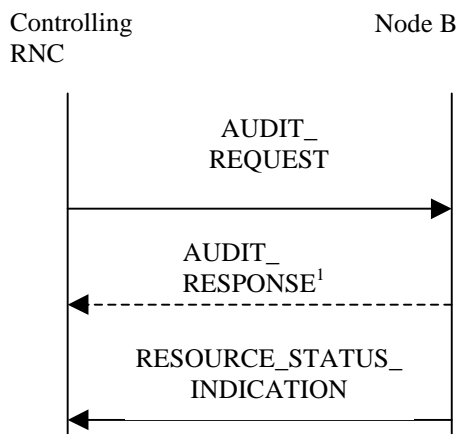 Controlling
RNC
Node B
AUDIT_
REQUEST
AUDIT_
RESPONSE1
RESOURCE_STATUS_
INDICATION